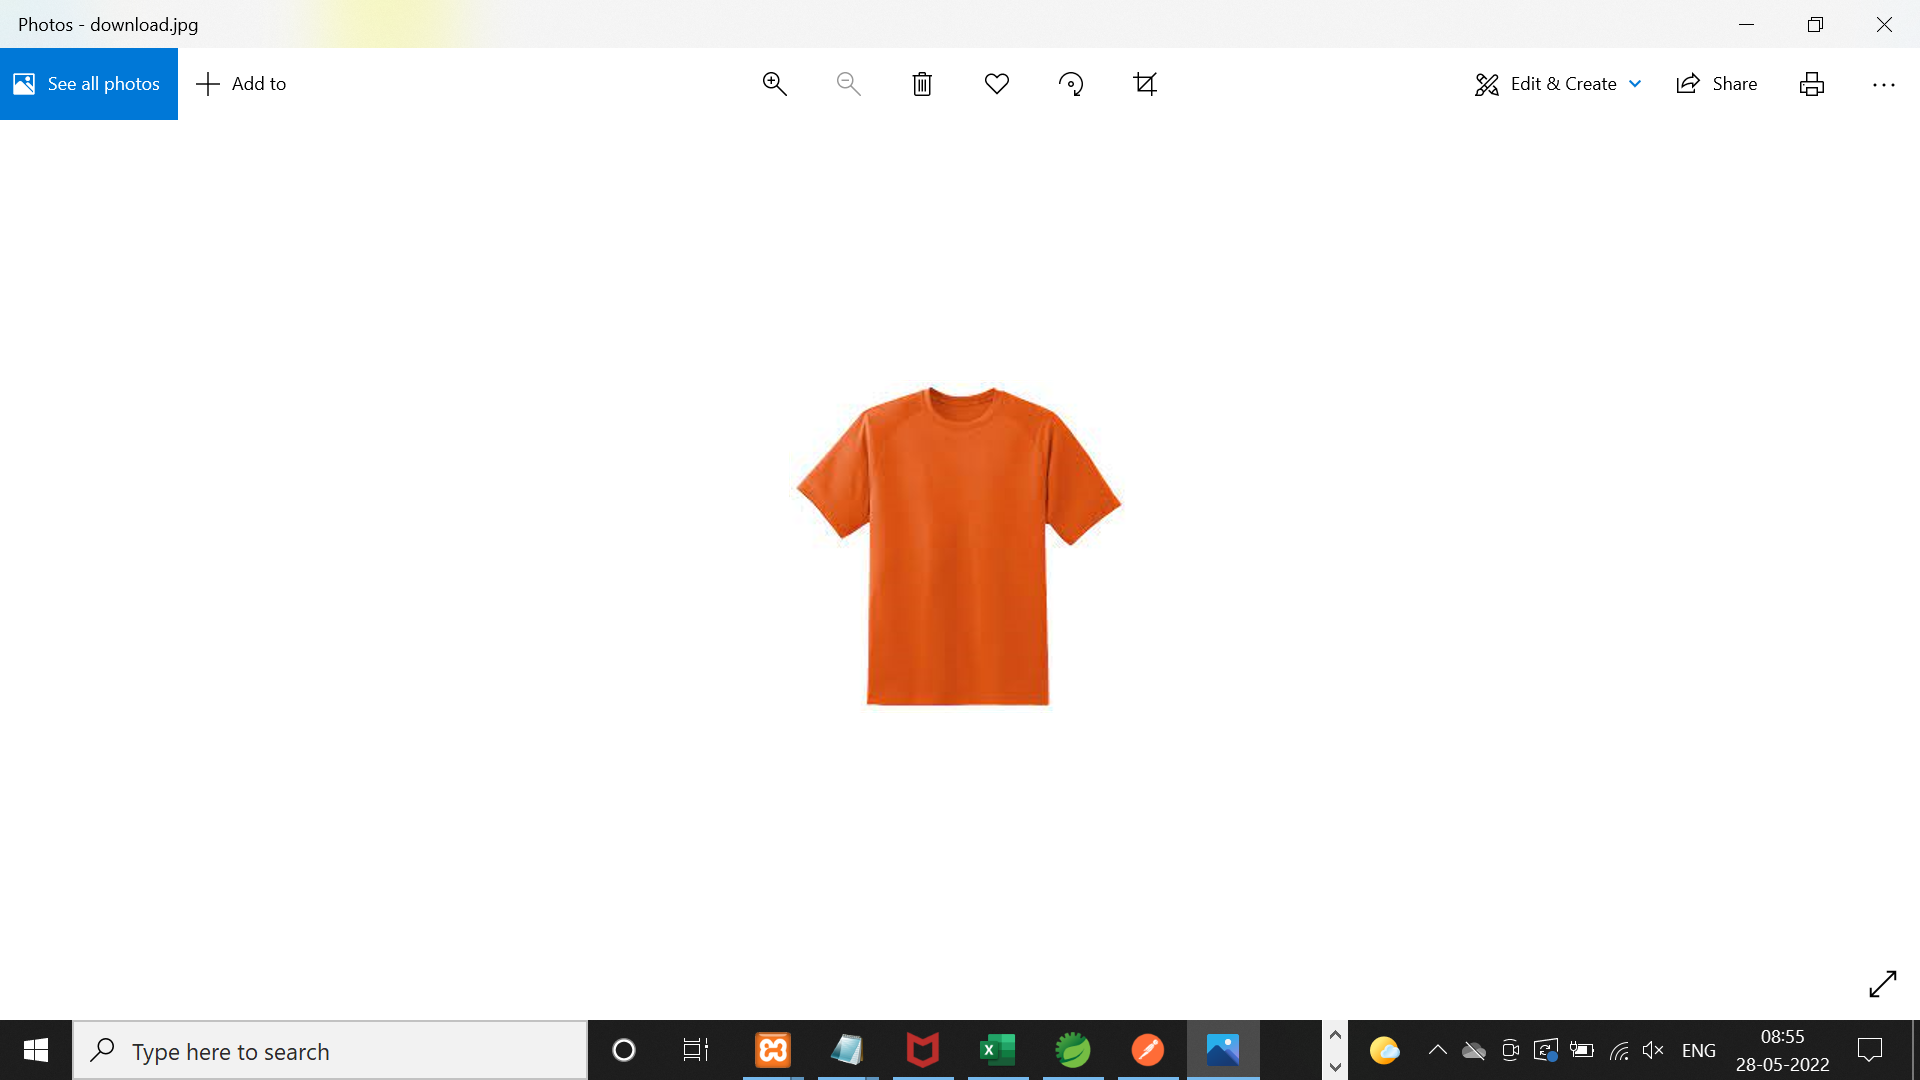 Photos - download.jpg
See all photos
Add to
Edit & Create
Share
Type here to search
ENG
08:55
28-05-2022